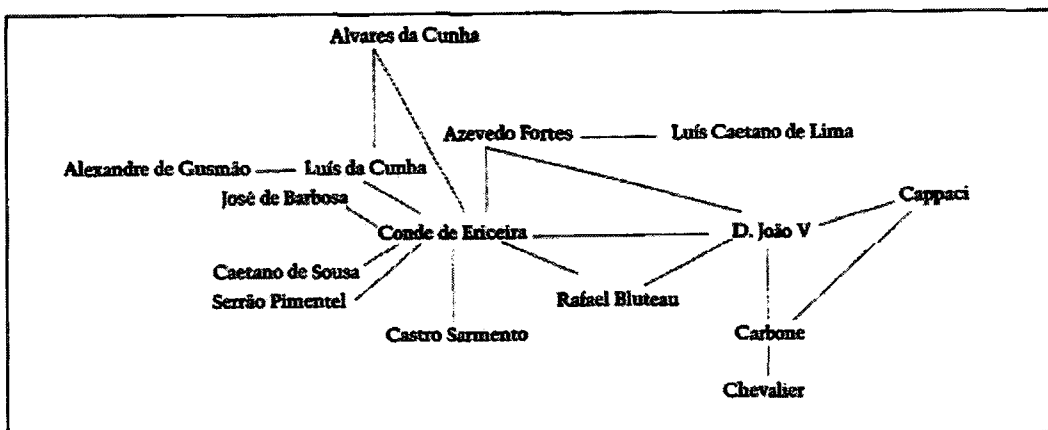 Alvares da Cunha
Azevedo Fortes
Luís Caetano de Lima
Alexandre de Gusmão
Luís da Cunha
José de Barbosa
Cappaci
Conde de Ericeira
D. João V
Caetano de Sousa
Serrão Pimentel
Rafael Bluteau
Castro Sarmento
Carbone
Chevalier